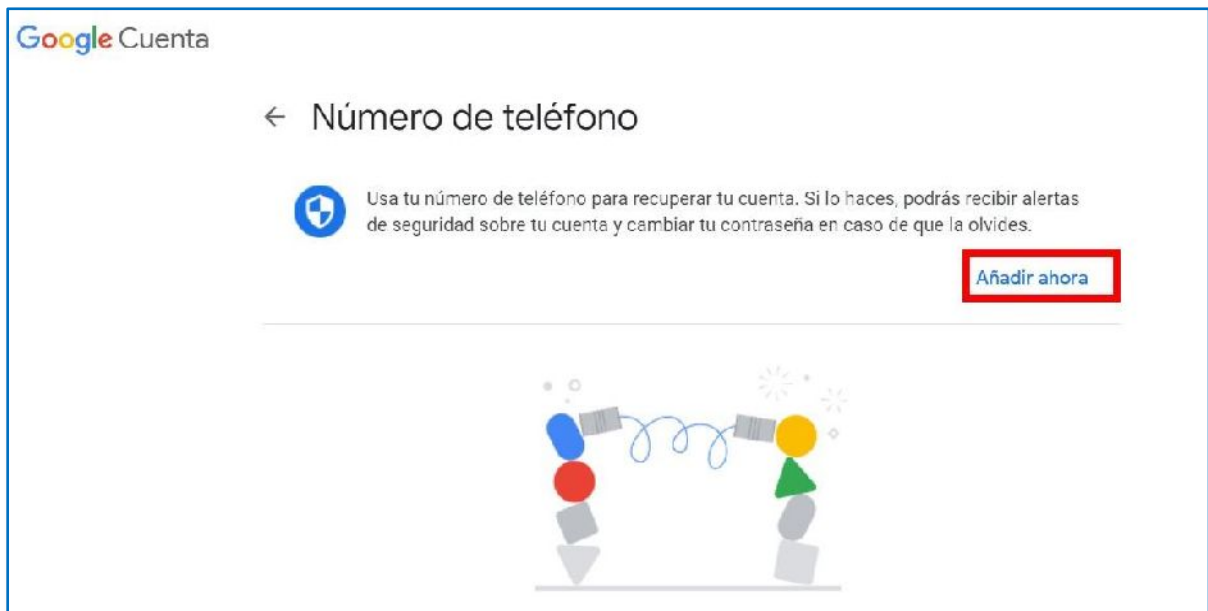 Google Cuenta
← Número de teléfono
Usa tu número de teléfono para recuperar tu cuenta. Si lo haces, podrás recibir alertas
de seguridad sobre tu cuenta y cambiar tu contraseña en caso de que la olvides.
Añadir ahora